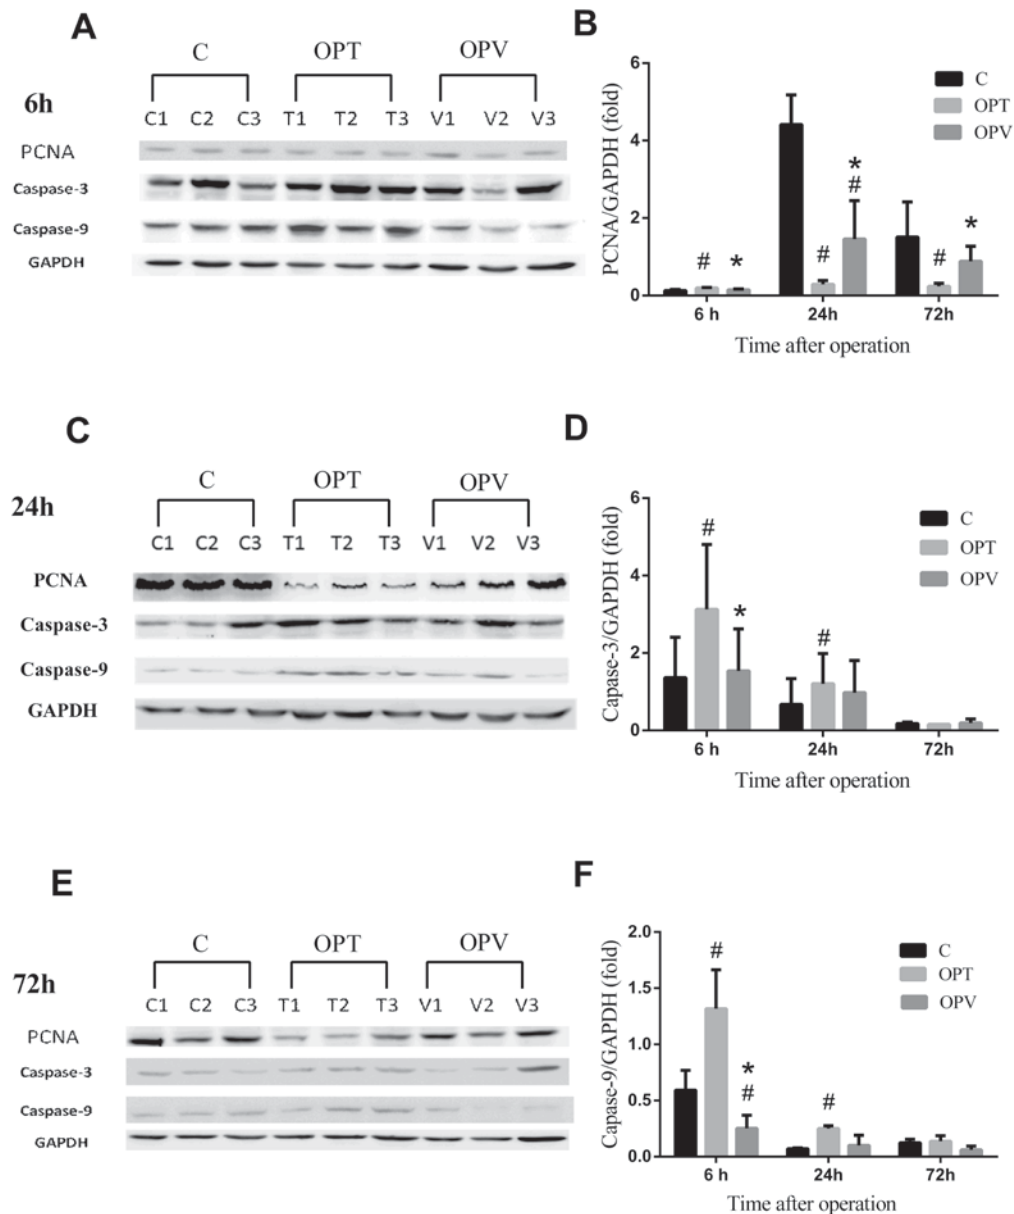 A
C OPT OPV
6h
C1 C2 C3 T1 T2 T3 V1 V2 V3
PCNA
Caspase-3
Caspase-9
GAPDH
B
PCNA/GAPDH (fold)
6
4
2
0
C
OPT
OPV
# * # * # # *
6 h 24h 72h
Time after operation
C
C OPT OPV
24h
C1 C2 C3 T1 T2 T3 V1 V2 V3
PCNA
Caspase-3
Caspase-9
GAPDH
D
Capase-3/GAPDH (fold)
6
4
2
0
C
OPT
OPV
# * #
6 h 24h 72h
Time after operation
E
C OPT OPV
72h
C1 C2 C3 T1 T2 T3 V1 V2 V3
PCNA
Caspase-3
Caspase-9
GAPDH
F
Capase-9/GAPDH (fold)
2.0
1.5
1.0
0.5
0.0
C
OPT
OPV
# * # #
6 h 24h 72h
Time after operation